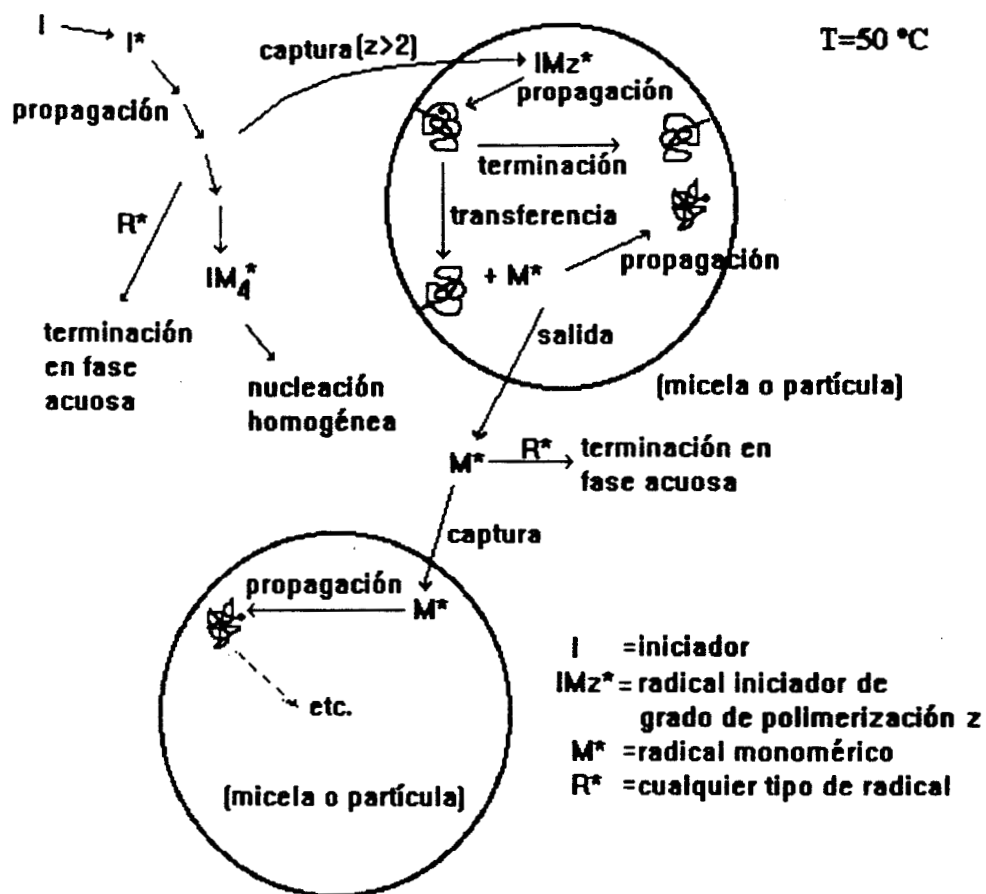 I
I*
captura(z>2)
IMz*
T=50 °C
propagación
propagación
terminación
R*
transferencia
IM4*
+ M*
propagación
salida
terminación
en fase
acuosa
nucleación
homogénea
(micela o partícula)
M*
R*
terminación en
fase acuosa
captura
propagación
M*
etc.
(micela o partícula)
I =iniciador
IMz*= radical iniciador de
grado de polimerización z
M* =radical monomérico
R* =cualquier tipo de radical